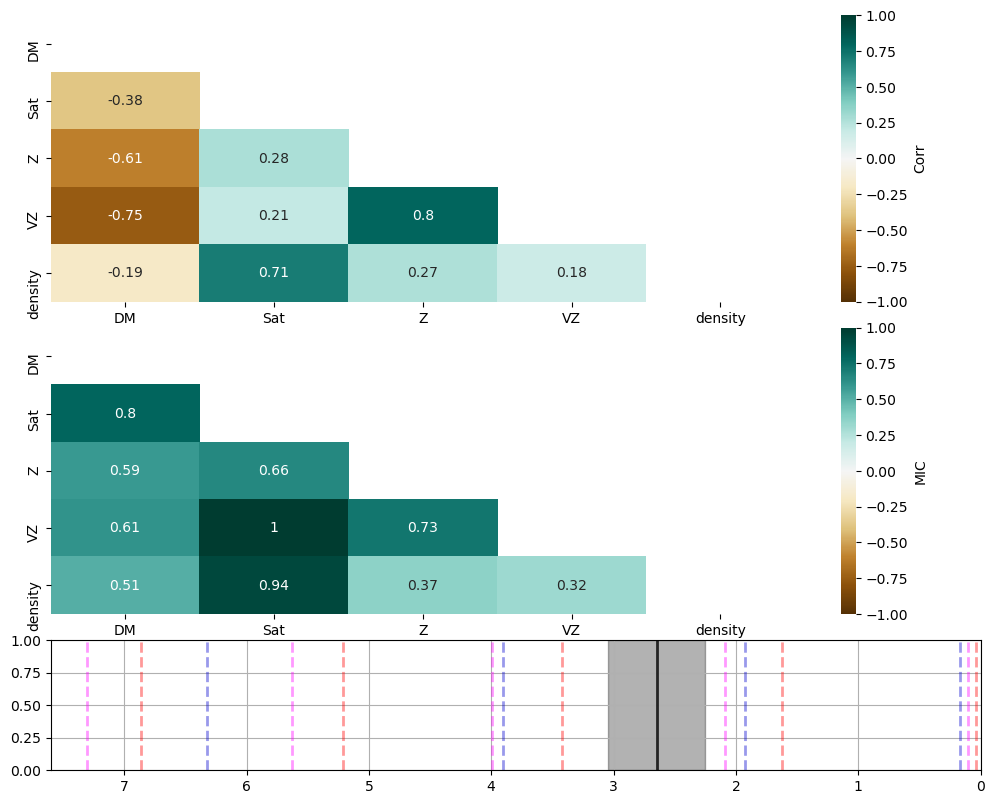 DM
Sat
Z
VZ
density
-0.38
-0.61
0.28
-0.75
0.21
0.8
-0.19
0.71
0.27
0.18
DM
Sat
Z
VZ
density
1.00
0.75
0.50
0.25
0.00
−0.25
−0.50
−0.75
−1.00
Corr
DM
Sat
Z
VZ
density
0.8
0.59
0.66
0.61
1
0.73
0.51
0.94
0.37
0.32
DM
Sat
Z
VZ
density
1.00
0.75
0.50
0.25
0.00
−0.25
−0.50
−0.75
−1.00
MIC
1.00
0.75
0.50
0.25
0.00
7
6
5
4
3
2
1
0